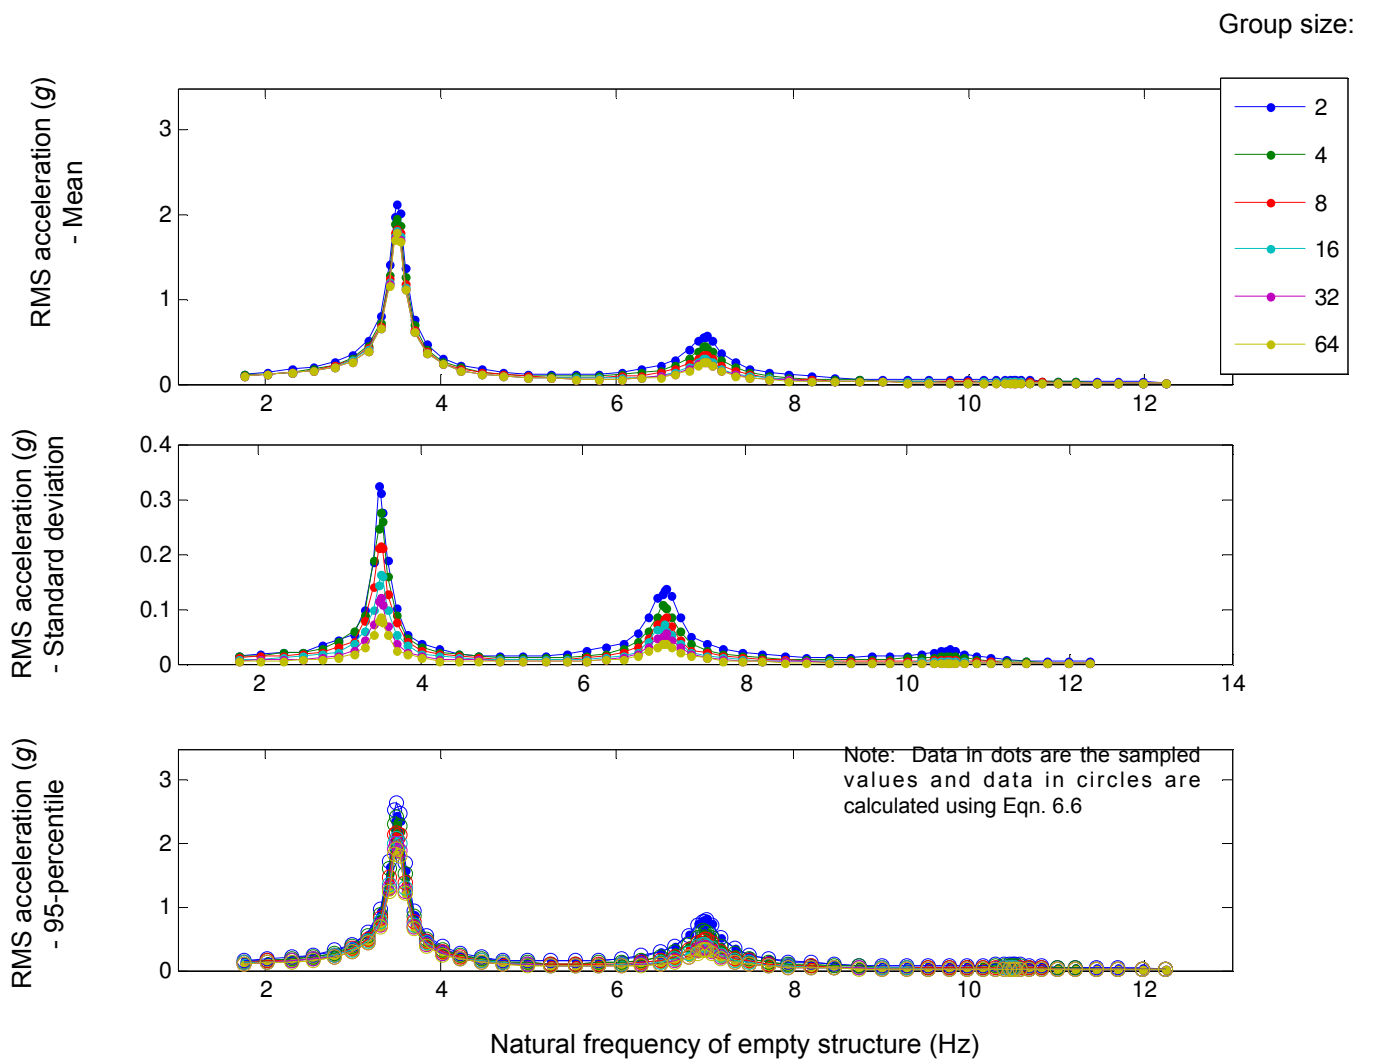 Group size:
RMS acceleration (g)
- Mean
3
2
1
0
2 4 6 8 10 12
2
4
8
16
32
64
RMS acceleration (g)
- Standard deviation
0.4
0.3
0.2
0.1
0
2 4 6 8 10 12 14
RMS acceleration (g)
- 95-percentile
3
2
1
0
2 4 6 8 10 12
Note: Data in dots are the sampled
values and data in circles are
calculated using Eqn. 6.6
Natural frequency of empty structure (Hz)